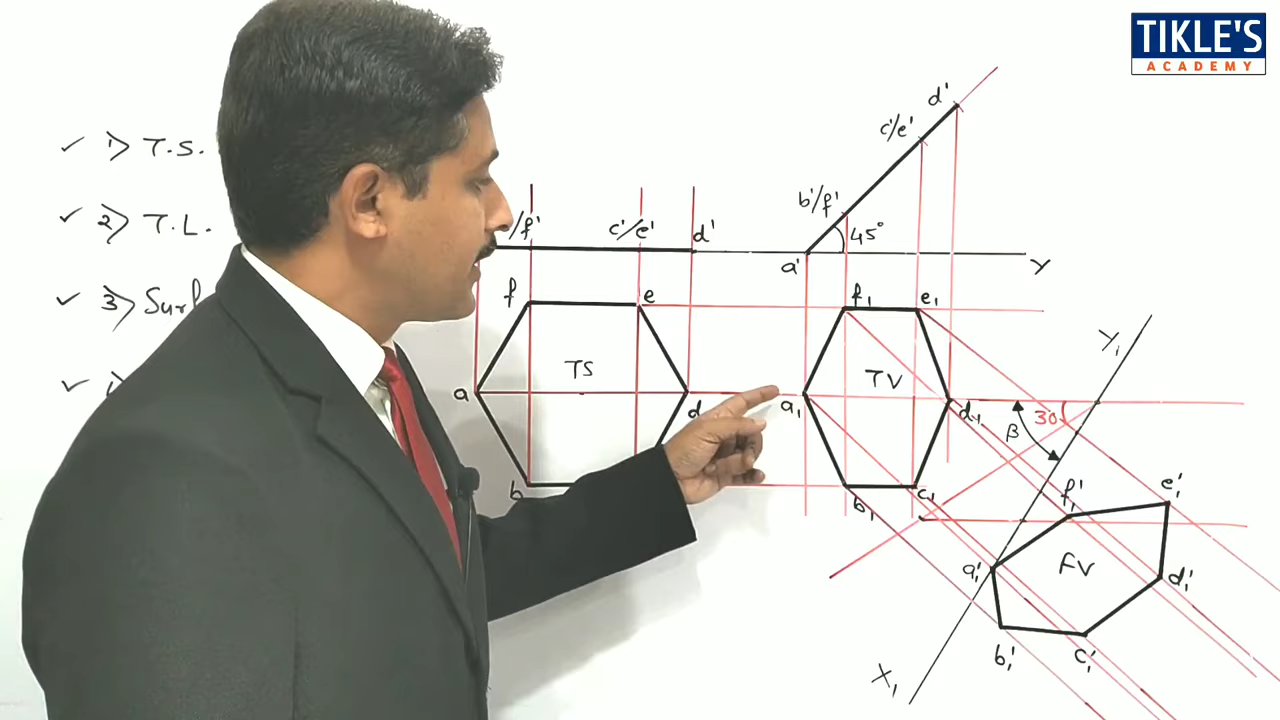 TIKLE'S
ACADEMY
✓ 1) T.S.
✓ 2) T.L.
✓ 3) Surf
/f' c'/e' d'
a' b'/f' c'/e' d'
45°
Y
f e
TS
a d
b
f₁ e₁
TV
a₁ d₁
b₁ c₁
30
β
X₁ Y₁
f₁' e₁'
a₁' FV d₁'
b₁' c₁'